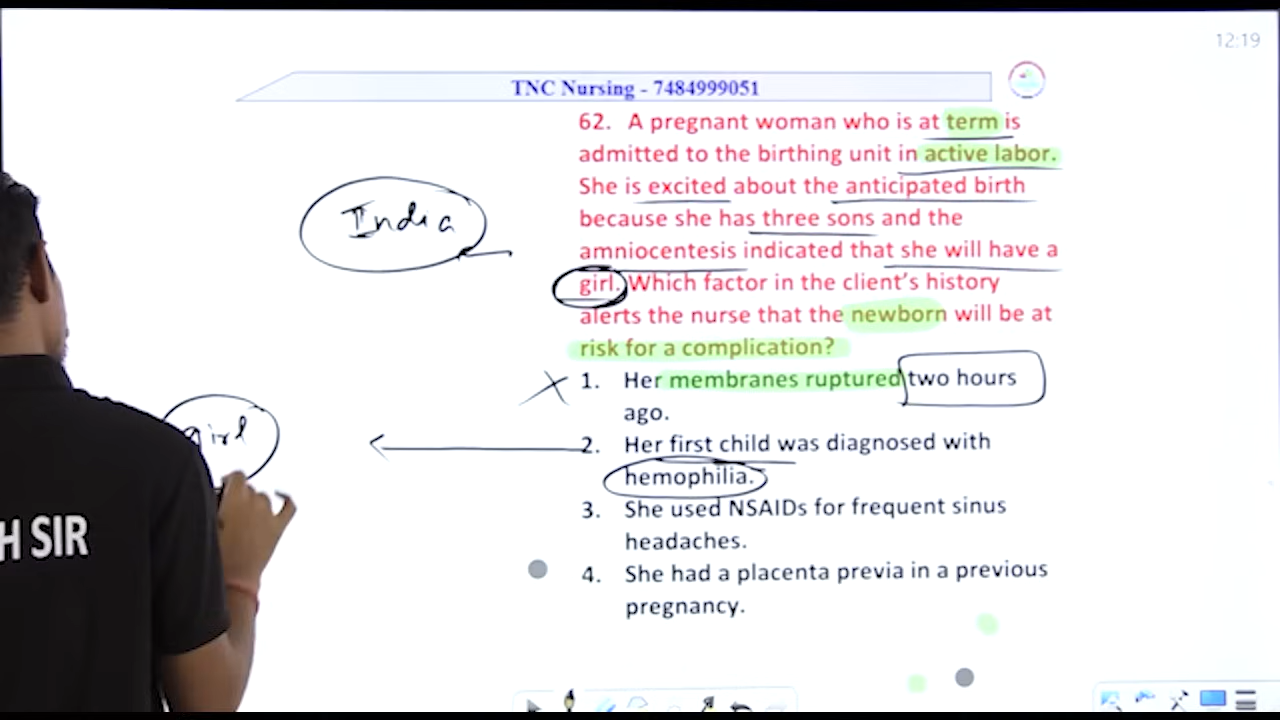 12:19
TNC Nursing - 7484999051
62. A pregnant woman who is at term is
admitted to the birthing unit in active labor.
She is excited about the anticipated birth
because she has three sons and the
amniocentesis indicated that she will have a
girl. Which factor in the client's history
alerts the nurse that the newborn will be at
risk for a complication?
1. Her membranes ruptured two hours
ago.
2. Her first child was diagnosed with
hemophilia.
3. She used NSAIDs for frequent sinus
headaches.
4. She had a placenta previa in a previous
pregnancy.
India
girl
H SIR